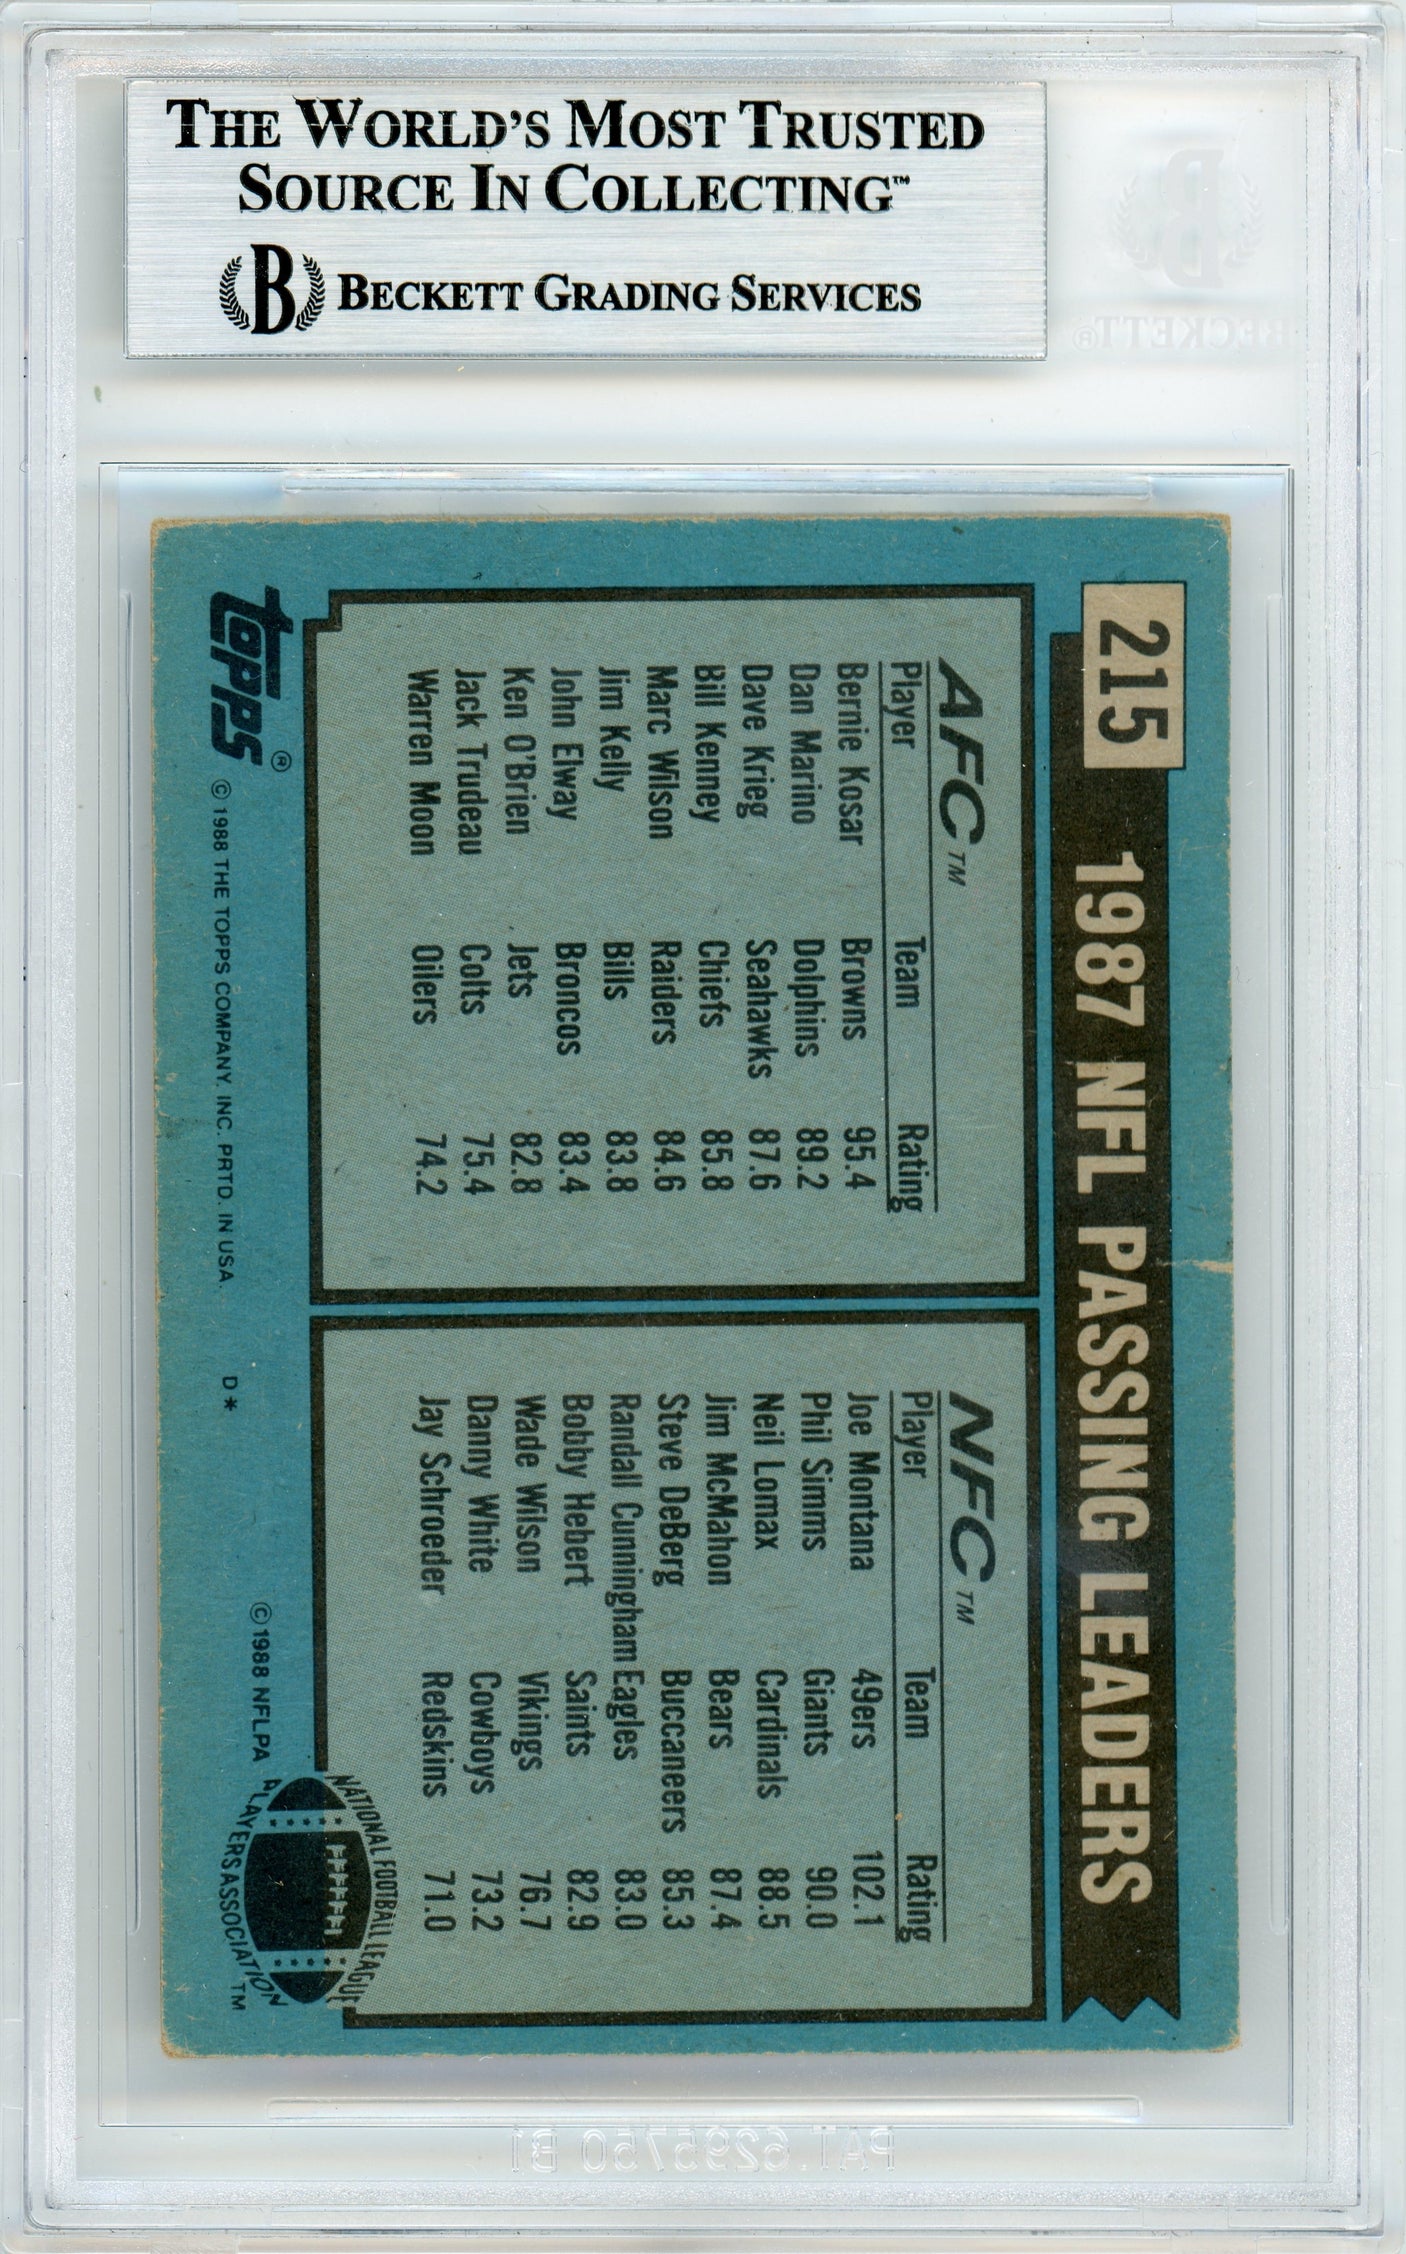 THE WORLD'S MOST TRUSTED
SOURCE IN COLLECTING™
B BECKETT GRADING SERVICES
B
BECKETT®
215 1987 NFL PASSING LEADERS
AFC™
Player Team Rating
Bernie Kosar Browns 95.4
Dan Marino Dolphins 89.2
Dave Krieg Seahawks 87.6
Bill Kenney Chiefs 85.8
Marc Wilson Raiders 84.6
Jim Kelly Bills 83.8
John Elway Broncos 83.4
Ken O'Brien Jets 82.8
Jack Trudeau Colts 75.4
Warren Moon Oilers 74.2
NFC™
Player Team Rating
Joe Montana 49ers 102.1
Phil Simms Giants 90.0
Neil Lomax Cardinals 88.5
Jim McMahon Bears 87.4
Steve DeBerg Buccaneers 85.3
Randall Cunningham Eagles 83.0
Bobby Hebert Saints 82.9
Wade Wilson Vikings 76.7
Danny White Cowboys 73.2
Jay Schroeder Redskins 71.0
topps® © 1988 THE TOPPS COMPANY, INC. PRTD. IN USA. D*
© 1988 NFLPA
NATIONAL FOOTBALL LEAGUE
PLAYERS ASSOCIATION™
PAT. 6295750 B1